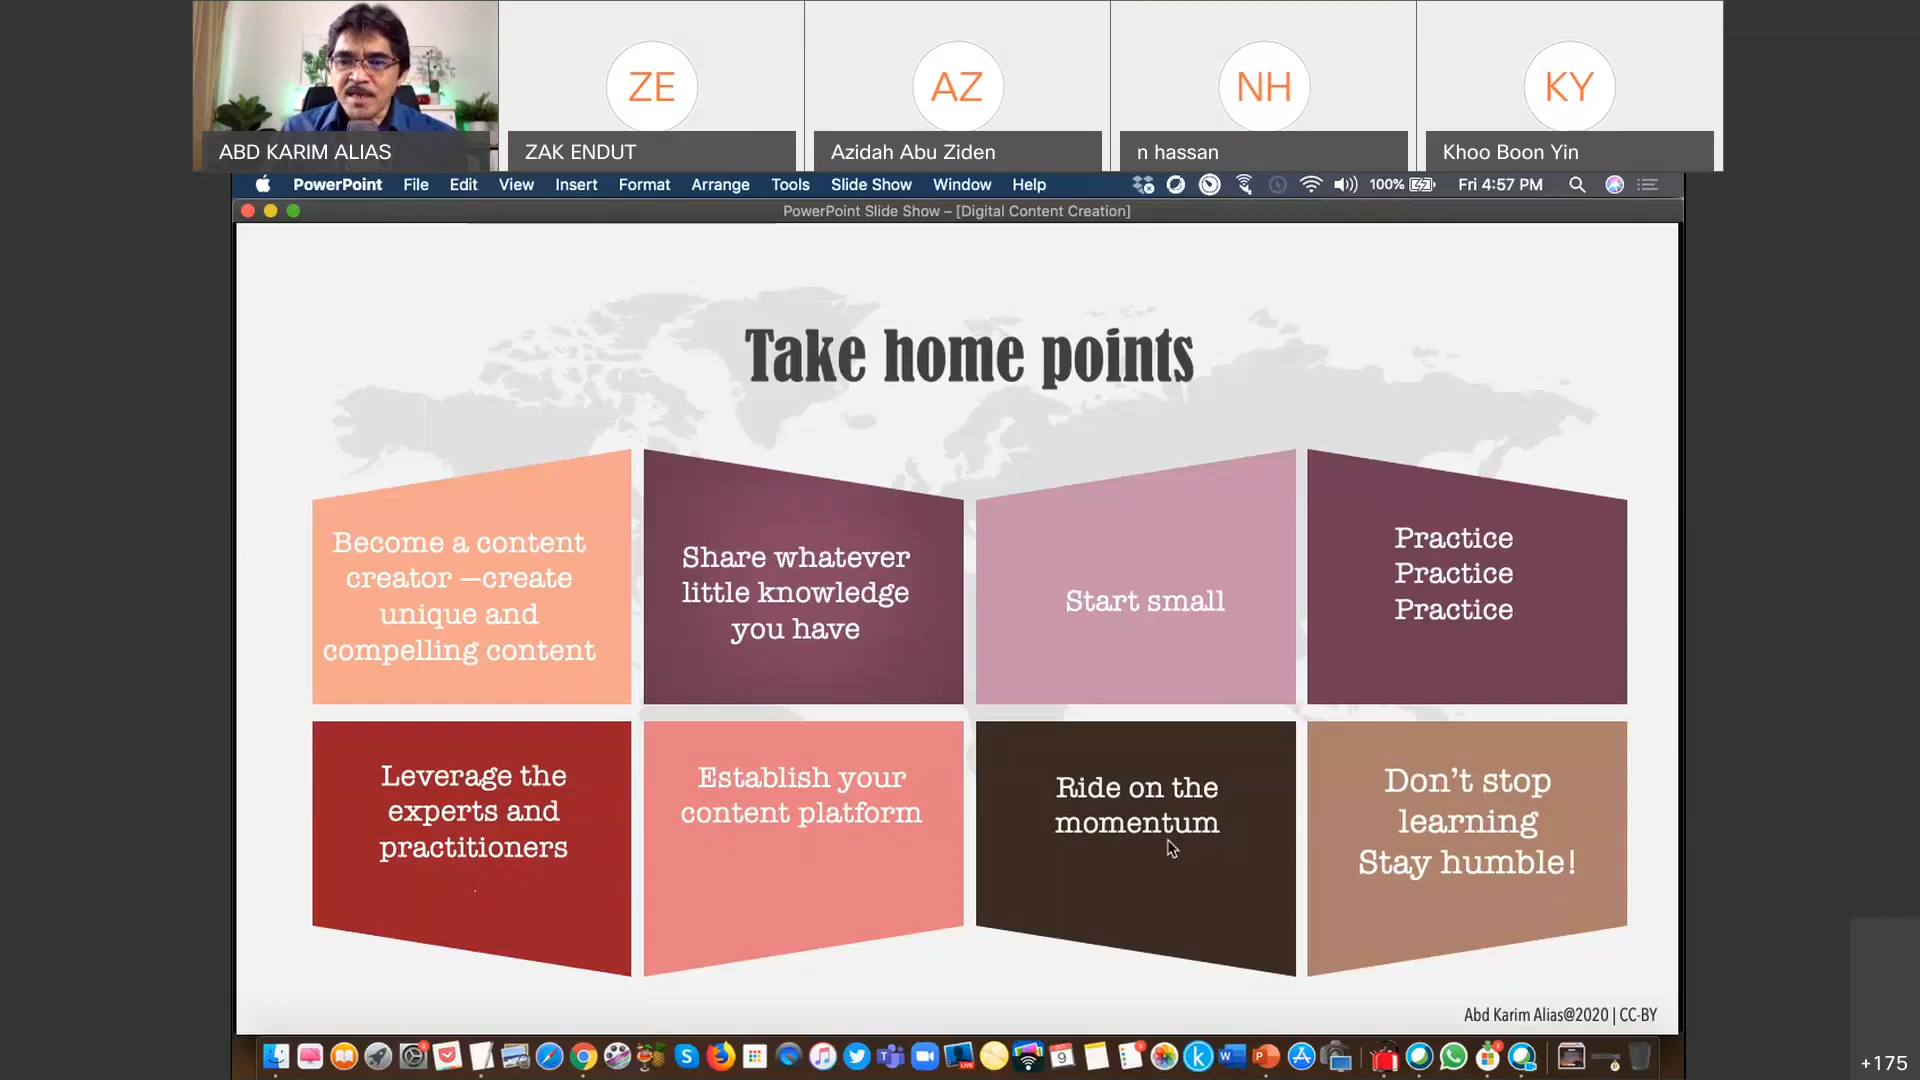 ZE
AZ
NH
KY
ABD KARIM ALIAS
ZAK ENDUT
Azidah Abu Ziden
n hassan
Khoo Boon Yin
PowerPoint File Edit View Insert Format Arrange Tools Slide Show Window Help 100% Fri 4:57 PM
PowerPoint Slide Show – [Digital Content Creation]
Take home points
Become a content
creator —create
unique and
compelling content
Share whatever
little knowledge
you have
Start small
Practice
Practice
Practice
Leverage the
experts and
practitioners
Establish your
content platform
Ride on the
momentum
Don’t stop
learning
Stay humble!
Abd Karim Alias@2020 | CC-BY
9
+175